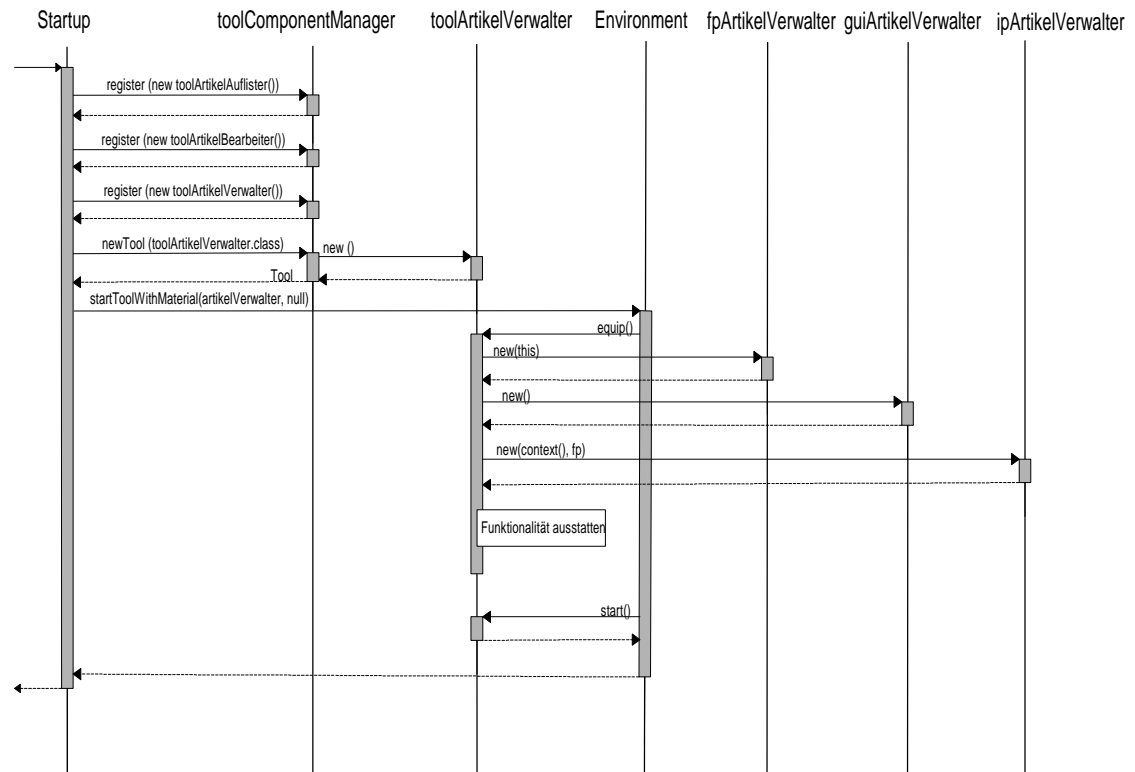 Startup
toolComponentManager
toolArtikelVerwalter
Environment
fpArtikelVerwalter
guiArtikelVerwalter
ipArtikelVerwalter
register (new toolArtikelAuflister())
register (new toolArtikelBearbeiter())
register (new toolArtikelVerwalter())
newTool (toolArtikelVerwalter.class)
new ()
Tool
startToolWithMaterial(artikelVerwalter, null)
equip()
new(this)
new()
new(context(), fp)
Funktionalität ausstatten
start()